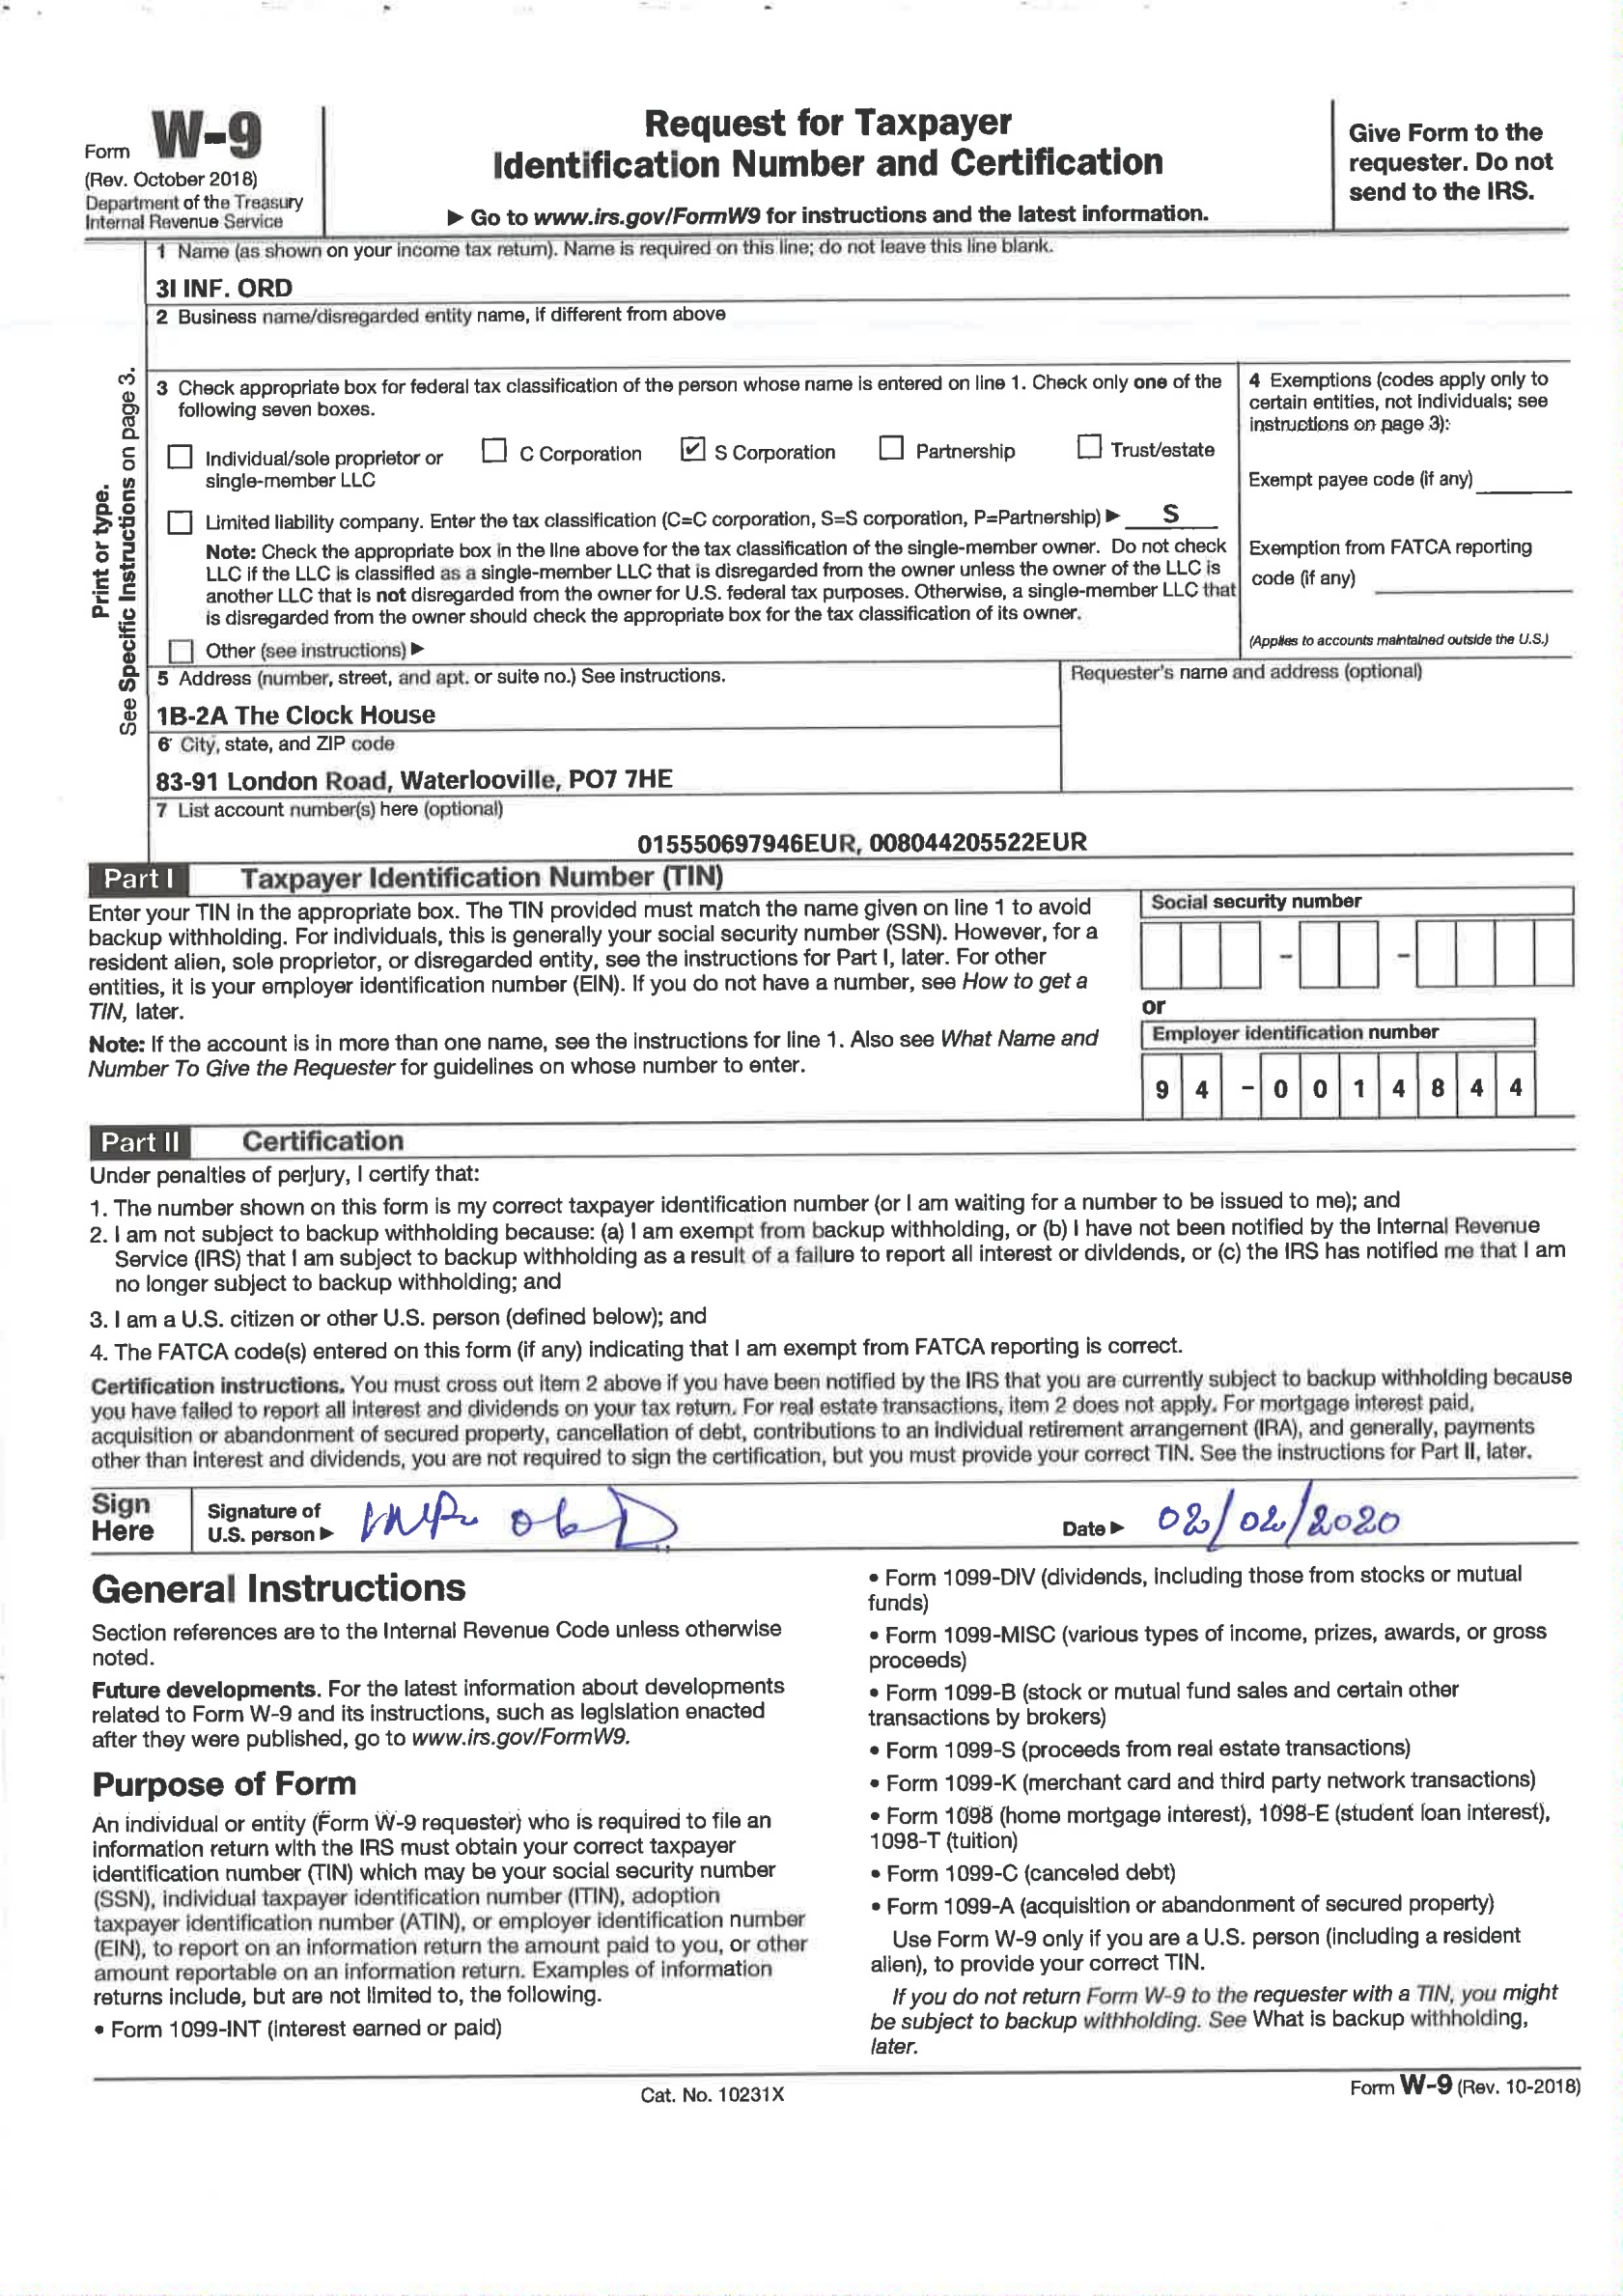 Form W-9
(Rev. October 2018)
Department of the Treasury
Internal Revenue Service
Request for Taxpayer
Identification Number and Certification
▶ Go to www.irs.gov/FormW9 for instructions and the latest information.
Give Form to the
requester. Do not
send to the IRS.
Print or type.
See Specific Instructions on page 3.
1 Name (as shown on your income tax return). Name is required on this line; do not leave this line blank.
3I INF. ORD
2 Business name/disregarded entity name, if different from above
3 Check appropriate box for federal tax classification of the person whose name is entered on line 1. Check only one of the
following seven boxes.
Individual/sole proprietor or
single-member LLC
C Corporation
✔ S Corporation
Partnership
Trust/estate
Limited liability company. Enter the tax classification (C=C corporation, S=S corporation, P=Partnership) ▶ S
Note: Check the appropriate box in the line above for the tax classification of the single-member owner. Do not check
LLC if the LLC is classified as a single-member LLC that is disregarded from the owner unless the owner of the LLC is
another LLC that is not disregarded from the owner for U.S. federal tax purposes. Otherwise, a single-member LLC that
is disregarded from the owner should check the appropriate box for the tax classification of its owner.
Other (see instructions) ▶
4 Exemptions (codes apply only to
certain entities, not individuals; see
instructions on page 3):
Exempt payee code (if any)
Exemption from FATCA reporting
code (if any)
(Applies to accounts maintained outside the U.S.)
5 Address (number, street, and apt. or suite no.) See instructions.
1B-2A The Clock House
6 City, state, and ZIP code
83-91 London Road, Waterlooville, PO7 7HE
Requester's name and address (optional)
7 List account number(s) here (optional)
015550697946EUR, 008044205522EUR
Part I Taxpayer Identification Number (TIN)
Enter your TIN in the appropriate box. The TIN provided must match the name given on line 1 to avoid
backup withholding. For individuals, this is generally your social security number (SSN). However, for a
resident alien, sole proprietor, or disregarded entity, see the instructions for Part I, later. For other
entities, it is your employer identification number (EIN). If you do not have a number, see How to get a
TIN, later.
Note: If the account is in more than one name, see the instructions for line 1. Also see What Name and
Number To Give the Requester for guidelines on whose number to enter.
Social security number
– –
or
Employer identification number
9 4 – 0 0 1 4 8 4 4
Part II Certification
Under penalties of perjury, I certify that:
1. The number shown on this form is my correct taxpayer identification number (or I am waiting for a number to be issued to me); and
2. I am not subject to backup withholding because: (a) I am exempt from backup withholding, or (b) I have not been notified by the Internal Revenue
Service (IRS) that I am subject to backup withholding as a result of a failure to report all interest or dividends, or (c) the IRS has notified me that I am
no longer subject to backup withholding; and
3. I am a U.S. citizen or other U.S. person (defined below); and
4. The FATCA code(s) entered on this form (if any) indicating that I am exempt from FATCA reporting is correct.
Certification instructions. You must cross out item 2 above if you have been notified by the IRS that you are currently subject to backup withholding because
you have failed to report all interest and dividends on your tax return. For real estate transactions, item 2 does not apply. For mortgage interest paid,
acquisition or abandonment of secured property, cancellation of debt, contributions to an individual retirement arrangement (IRA), and generally, payments
other than interest and dividends, you are not required to sign the certification, but you must provide your correct TIN. See the instructions for Part II, later.
Sign
Here
Signature of
U.S. person ▶
Date ▶ 02/02/2020
General Instructions
Section references are to the Internal Revenue Code unless otherwise
noted.
Future developments. For the latest information about developments
related to Form W-9 and its instructions, such as legislation enacted
after they were published, go to www.irs.gov/FormW9.
Purpose of Form
An individual or entity (Form W-9 requester) who is required to file an
information return with the IRS must obtain your correct taxpayer
identification number (TIN) which may be your social security number
(SSN), individual taxpayer identification number (ITIN), adoption
taxpayer identification number (ATIN), or employer identification number
(EIN), to report on an information return the amount paid to you, or other
amount reportable on an information return. Examples of information
returns include, but are not limited to, the following.
• Form 1099-INT (interest earned or paid)
• Form 1099-DIV (dividends, including those from stocks or mutual
funds)
• Form 1099-MISC (various types of income, prizes, awards, or gross
proceeds)
• Form 1099-B (stock or mutual fund sales and certain other
transactions by brokers)
• Form 1099-S (proceeds from real estate transactions)
• Form 1099-K (merchant card and third party network transactions)
• Form 1098 (home mortgage interest), 1098-E (student loan interest),
1098-T (tuition)
• Form 1099-C (canceled debt)
• Form 1099-A (acquisition or abandonment of secured property)
Use Form W-9 only if you are a U.S. person (including a resident
alien), to provide your correct TIN.
If you do not return Form W-9 to the requester with a TIN, you might
be subject to backup withholding. See What is backup withholding,
later.
Cat. No. 10231X
Form W-9 (Rev. 10-2018)